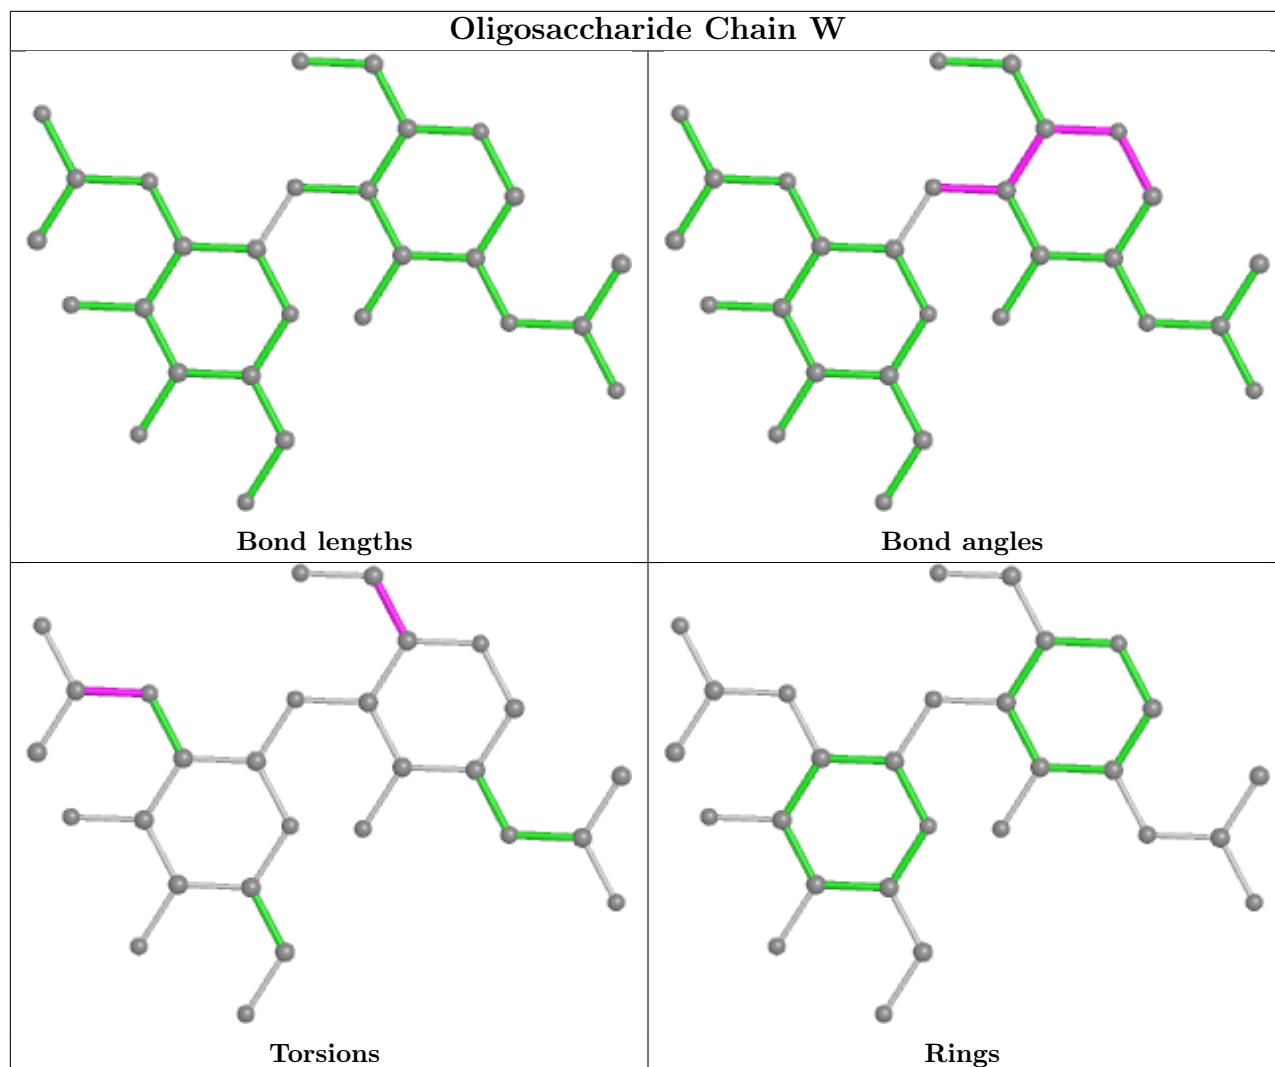 Oligosaccharide Chain W
Bond lengths
Bond angles
Torsions
Rings